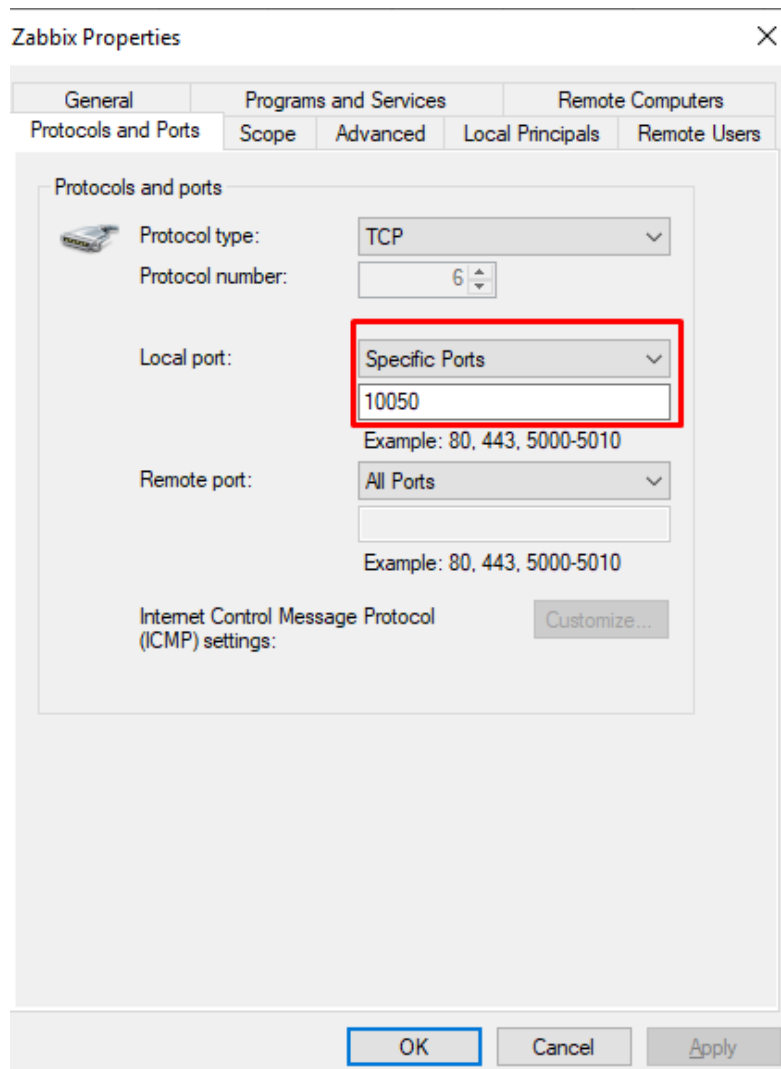 Zabbix Properties
General Programs and Services Remote Computers
Protocols and Ports Scope Advanced Local Principals Remote Users
Protocols and ports
Protocol type: TCP
Protocol number: 6
Local port: Specific Ports
10050
Example: 80, 443, 5000-5010
Remote port: All Ports
Example: 80, 443, 5000-5010
Internet Control Message Protocol
(ICMP) settings: Customize...
OK Cancel Apply